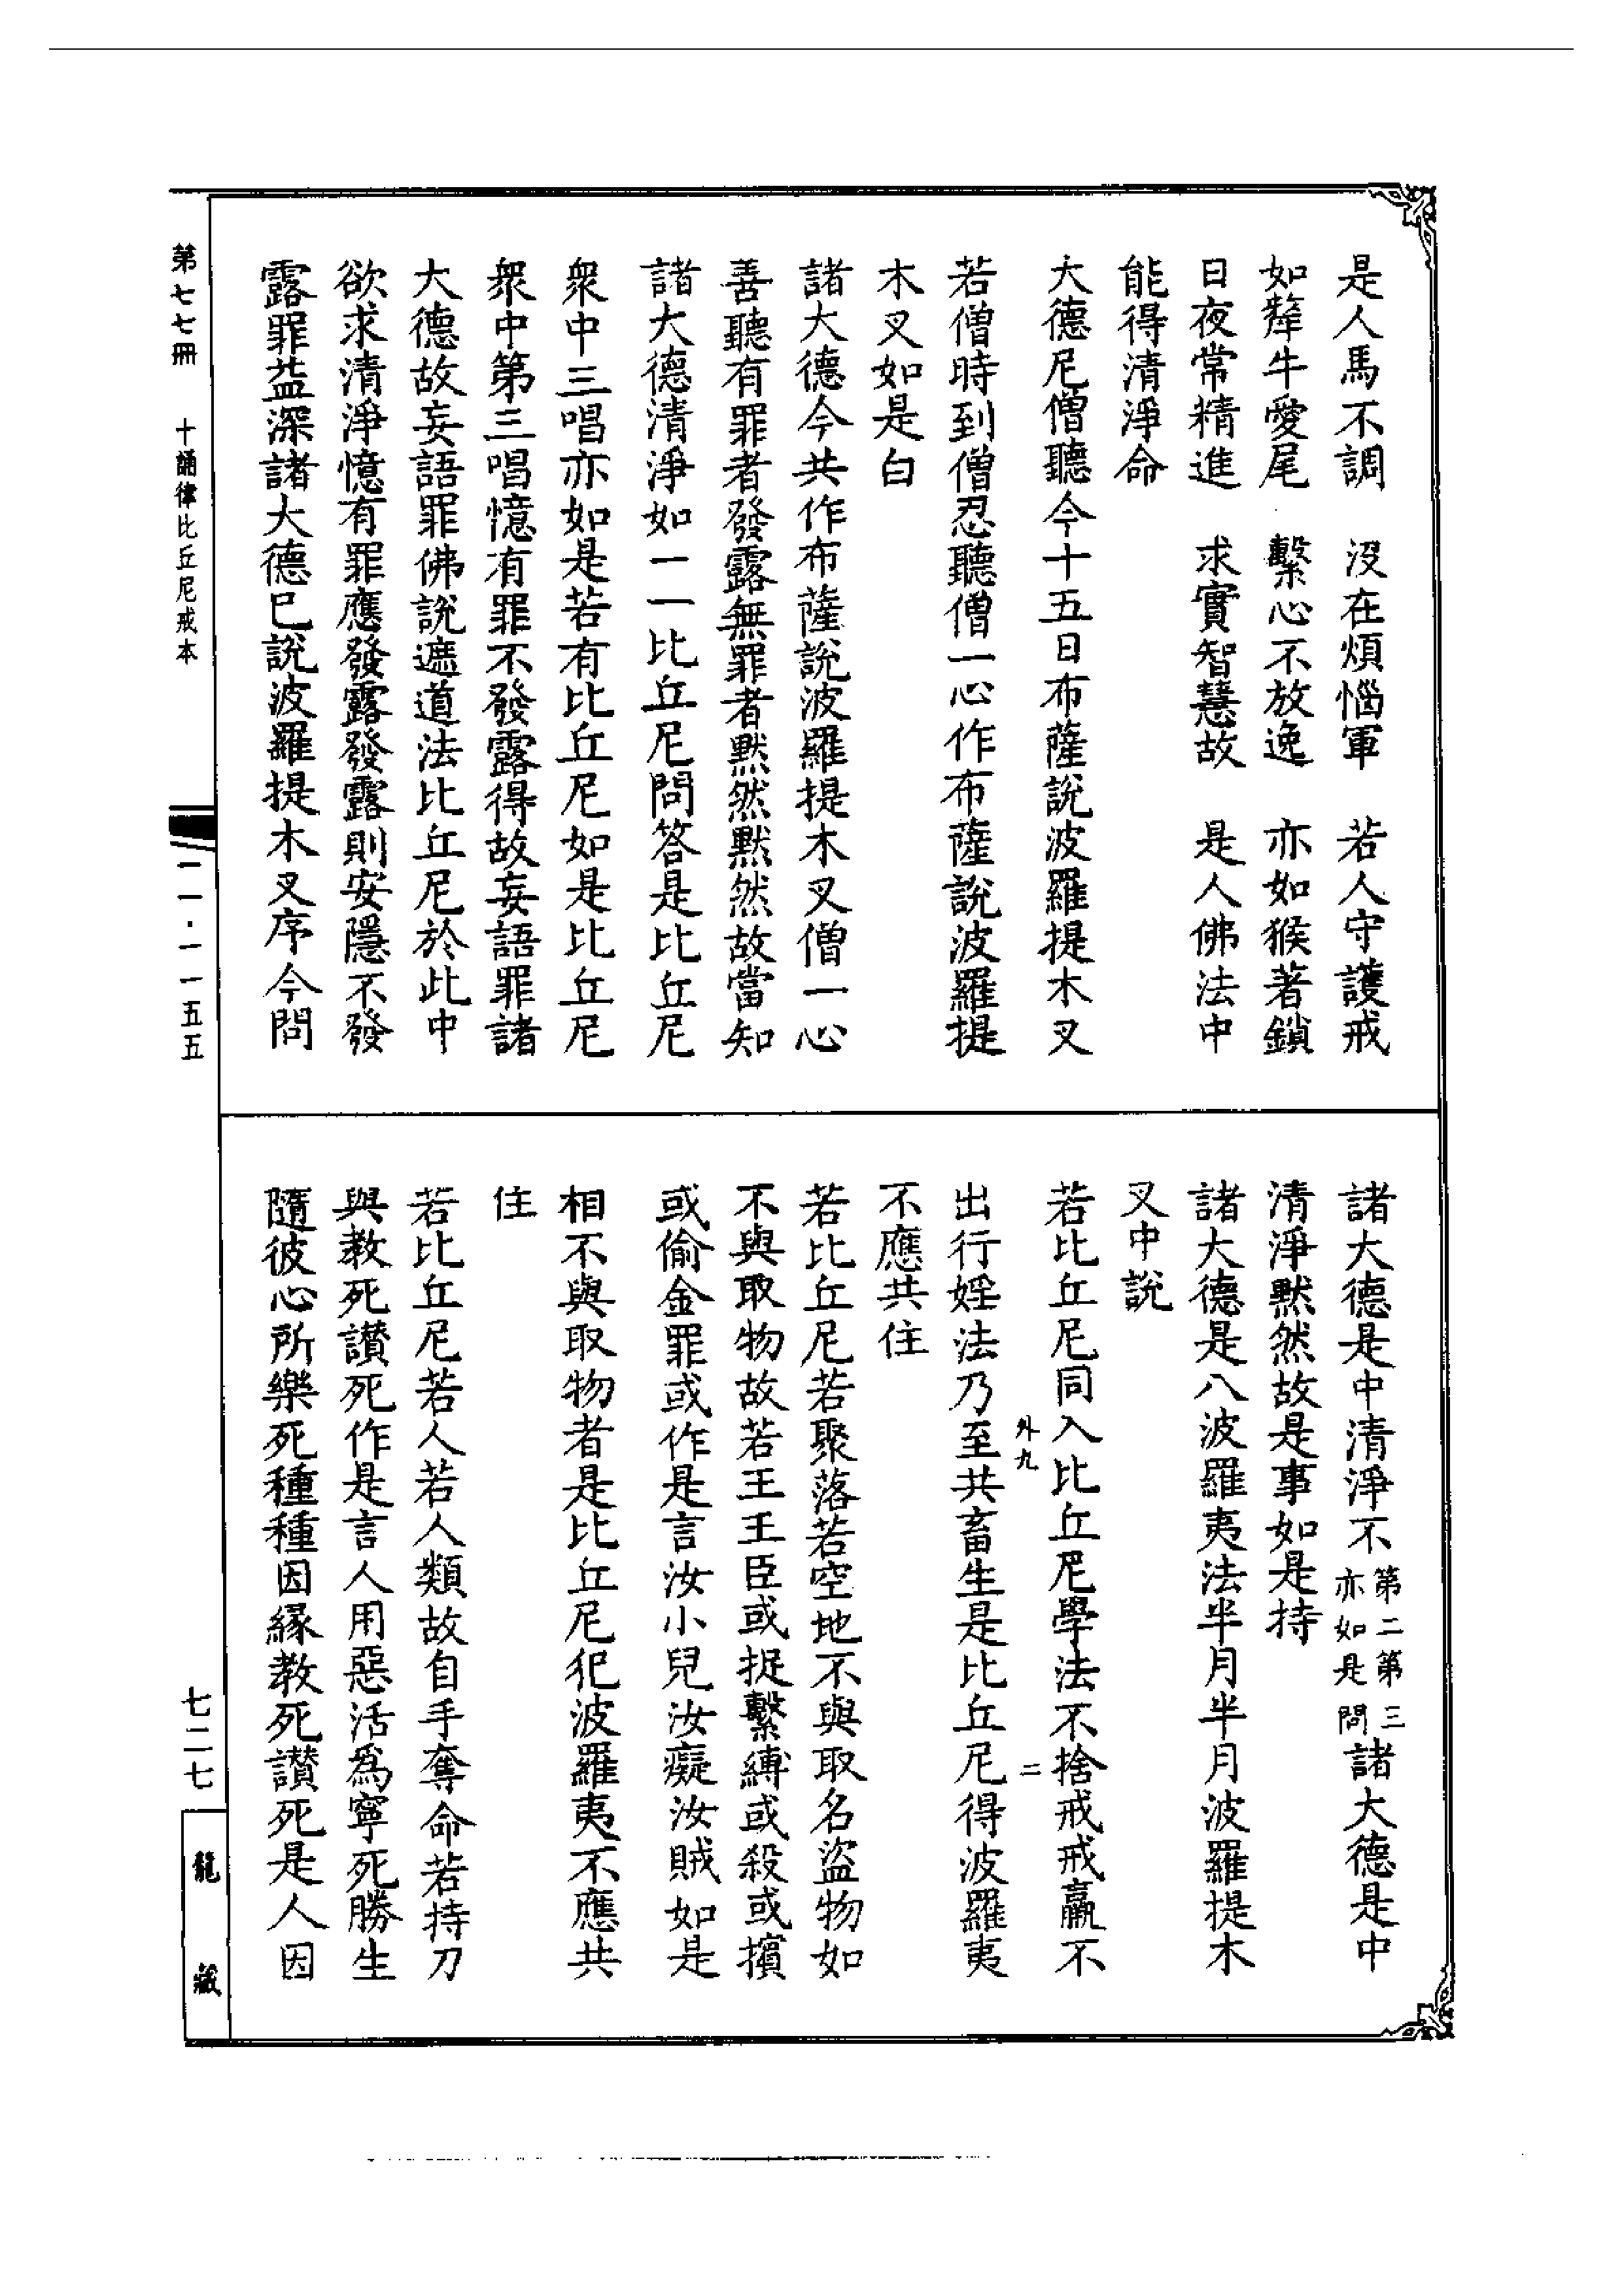 是人馬不調　没在煩惱軍　若人守護戒
如犛牛愛尾　繫心不放逸　亦如猴著鎖
日夜常精進　求實智慧故　是人佛法中
能得清淨命
大德尼僧聽今十五日布薩說波羅提木叉
若僧時到僧忍聽僧一心作布薩說波羅提
木叉如是白
諸大德今共作布薩說波羅提木叉僧一心
善聽有罪者發露無罪者默然默然故當知
諸大德清淨如一一比丘尼問答是比丘尼
衆中三唱亦如是若有比丘尼如是比丘尼
衆中第三唱憶有罪不發露得故妄語罪諸
大德故妄語罪佛說遮道法比丘尼於此中
欲求清淨憶有罪應發露發露則安隱不發
露罪益深諸大德已說波羅提木叉序今問
諸大德是中清淨不第二第三亦如是問諸大德是中
清淨默然故是事如是持
諸大德是八波羅夷法半月半月波羅提木
叉中說
若比丘尼同入比丘尼學法不捨戒戒羸不
外九　二
出行婬法乃至共畜生是比丘尼得波羅夷
不應共住
若比丘尼若聚落若空地不與取名盜物如
不與取物故若王王臣或捉繫縛或殺或擯
或偷金罪或作是言汝小兒汝癡汝賊如是
相不與取物者是比丘尼犯波羅夷不應共
住
若比丘尼若人若人類故自手奪命若持刀
與教死讚死作是言人用惡活爲寧死勝生
隨彼心所樂死種種因緣教死讚死是人因
第七七冊　十誦律比丘尼戒本
一一·一一五五
七二七
龍藏